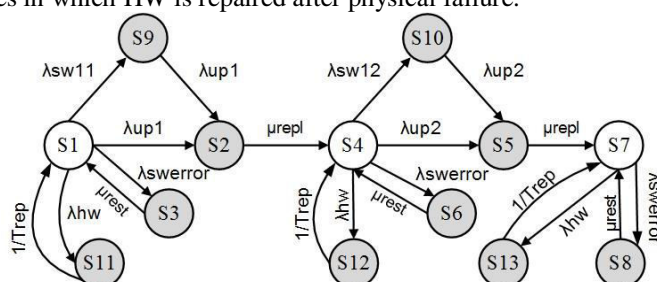 es in which HW is repaired after physical failure.
S9
S10
λsw11
λup1
λsw12
λup2
S1
λup1
S2
μrepl
S4
λup2
S5
μrepl
S7
λswerror
μrest
S3
λswerror
μrest
S6
1/Trep
λhw
1/Trep
λhw
1/Trep
λhw
μrest
λswerror
S11
S12
S13
S8